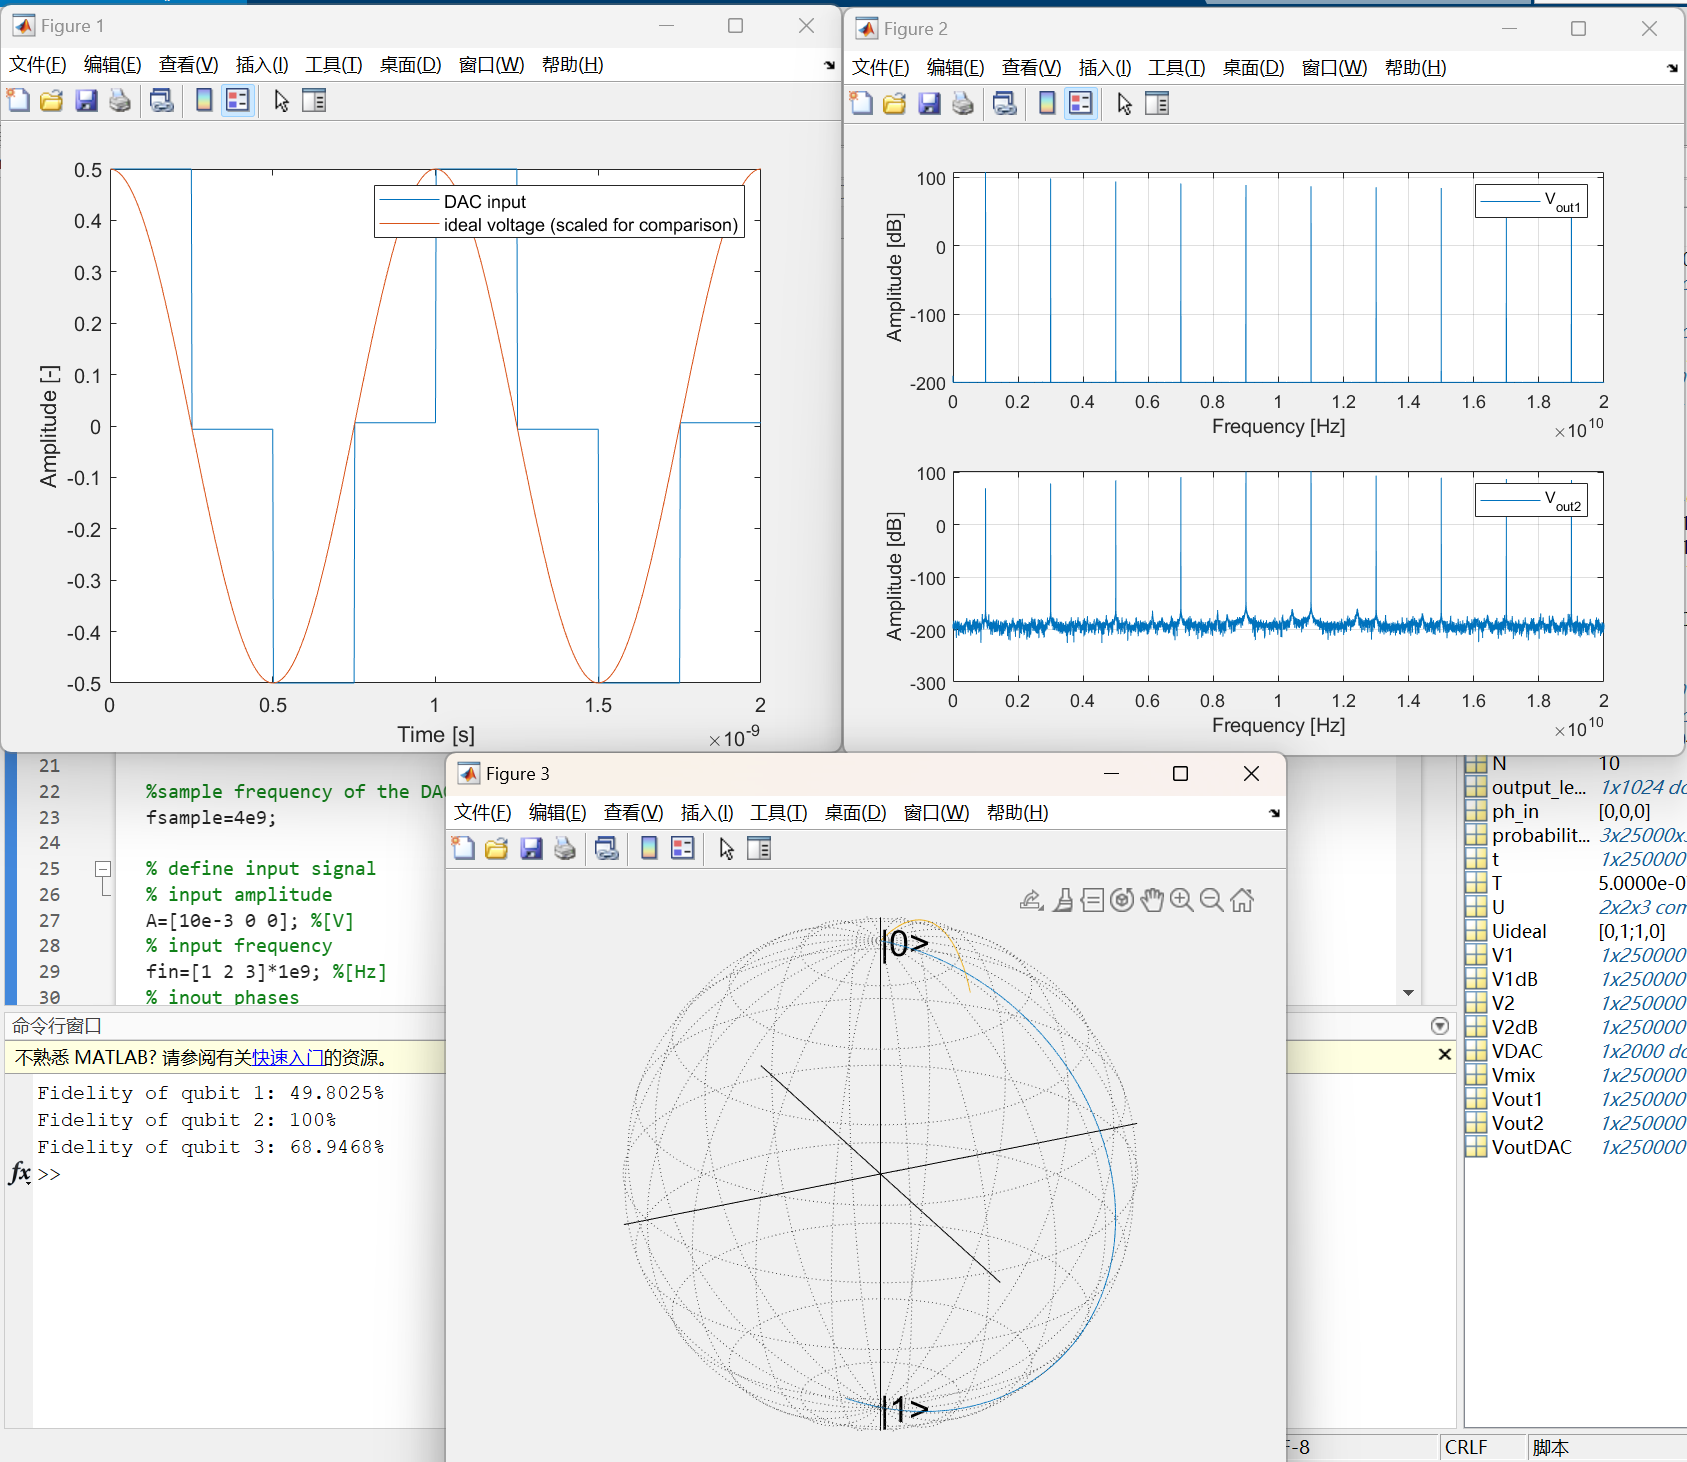 Figure 1
文件(F) 编辑(E) 查看(V) 插入(I) 工具(T) 桌面(D) 窗口(W) 帮助(H)
0.5
0.4
0.3
0.2
0.1
0
-0.1
-0.2
-0.3
-0.4
-0.5
Amplitude [-]
DAC input
ideal voltage (scaled for comparison)
0 0.5 1 1.5 2
Time [s]
×10^-9
Figure 2
文件(F) 编辑(E) 查看(V) 插入(I) 工具(T) 桌面(D) 窗口(W) 帮助(H)
100
0
-100
-200
Amplitude [dB]
V_out1
0 0.2 0.4 0.6 0.8 1 1.2 1.4 1.6 1.8 2
Frequency [Hz]
×10^10
100
0
-100
-200
-300
Amplitude [dB]
V_out2
0 0.2 0.4 0.6 0.8 1 1.2 1.4 1.6 1.8 2
Frequency [Hz]
×10^10
21
22 %sample frequency of the DA
23 fsample=4e9;
24
25 % define input signal
26 % input amplitude
27 A=[10e-3 0 0]; %[V]
28 % input frequency
29 fin=[1 2 3]*1e9; %[Hz]
30 % inout phases
命令行窗口
不熟悉 MATLAB? 请参阅有关快速入门的资源。
Fidelity of qubit 1: 49.8025%
Fidelity of qubit 2: 100%
Fidelity of qubit 3: 68.9468%
fx >>
Figure 3
文件(F) 编辑(E) 查看(V) 插入(I) 工具(T) 桌面(D) 窗口(W) 帮助(H)
|0>
|1>
N 10
output_le... 1x1024 do
ph_in [0,0,0]
probabilit... 3x25000x
t 1x250000
T 5.0000e-0
U 2x2x3 com
Uideal [0,1;1,0]
V1 1x250000
V1dB 1x250000
V2 1x250000
V2dB 1x250000
VDAC 1x2000 do
Vmix 1x250000
Vout1 1x250000
Vout2 1x250000
VoutDAC 1x250000
F-8 CRLF 脚本